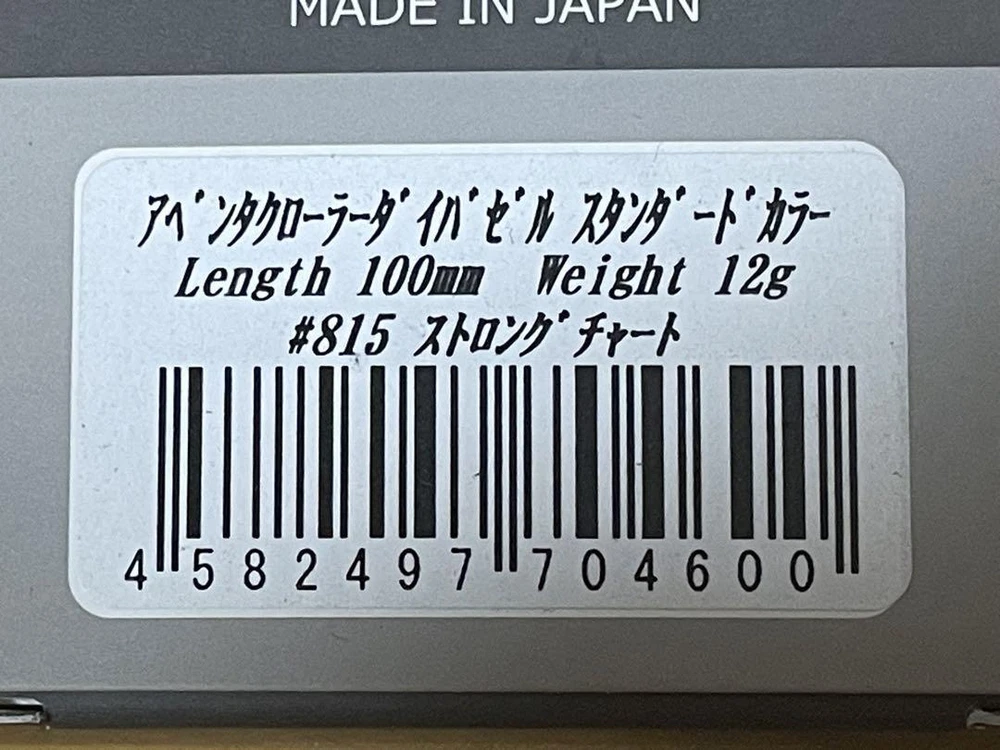 MADE IN JAPAN
アベンタクローラーダイバゼル スタンダードカラー
Length 100mm Weight 12g
#815 ストロングチャート
4 582497 704600